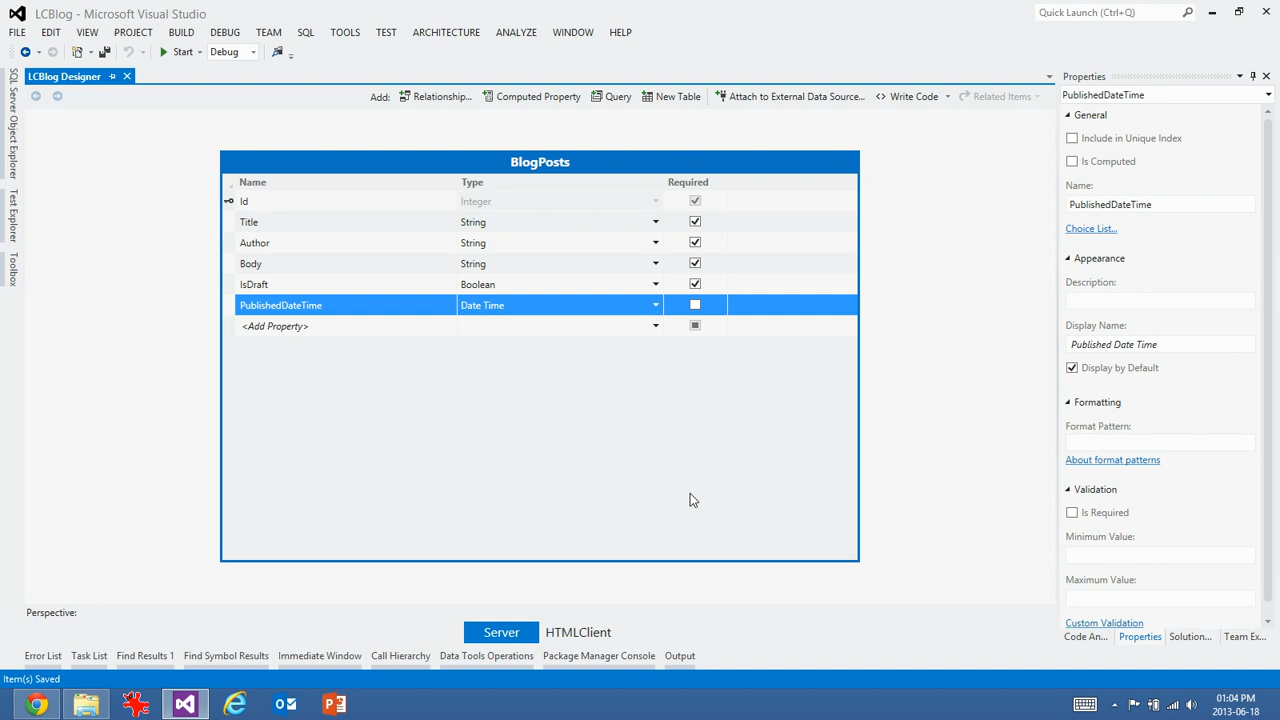 LCBlog - Microsoft Visual Studio
Quick Launch (Ctrl+Q)
FILE EDIT VIEW PROJECT BUILD DEBUG TEAM SQL TOOLS TEST ARCHITECTURE ANALYZE WINDOW HELP
Start Debug
SQL Server Object Explorer
Test Explorer
Toolbox
LCBlog Designer
Add: Relationship... Computed Property Query New Table Attach to External Data Source... Write Code Related Items
BlogPosts
Name Type Required
Id Integer
Title String
Author String
Body String
IsDraft Boolean
PublishedDateTime Date Time
<Add Property>
Perspective:
Server HTMLClient
Properties
PublishedDateTime
General
Include in Unique Index
Is Computed
Name:
PublishedDateTime
Choice List...
Appearance
Description:
Display Name:
Published Date Time
Display by Default
Formatting
Format Pattern:
About format patterns
Validation
Is Required
Minimum Value:
Maximum Value:
Custom Validation
Code An... Properties Solution... Team Ex...
Error List Task List Find Results 1 Find Symbol Results Immediate Window Call Hierarchy Data Tools Operations Package Manager Console Output
Item(s) Saved
01:04 PM
2013-06-18